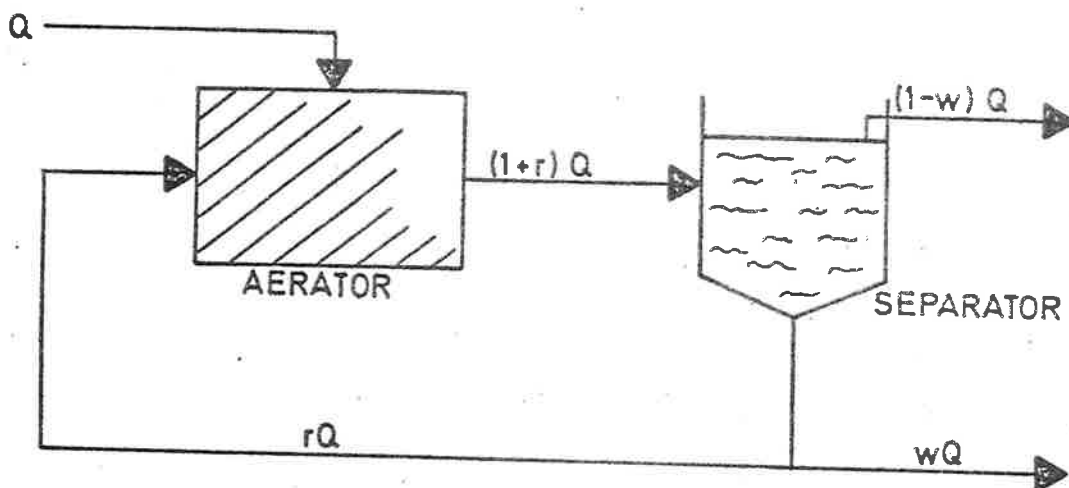 Q
(1-w) Q
(1+r) Q
AERATOR
SEPARATOR
rQ
wQ